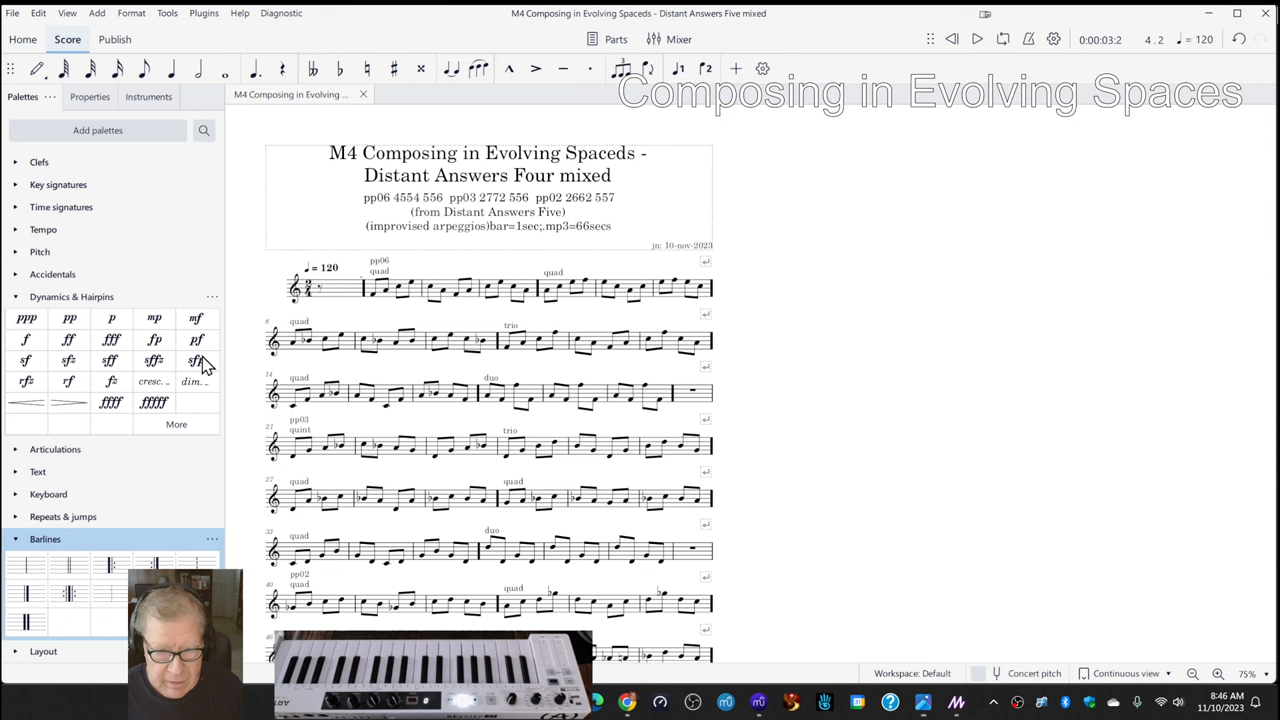 File Edit View Add Format Tools Plugins Help Diagnostic
M4 Composing in Evolving Spaceds - Distant Answers Five mixed
Home Score Publish
Parts Mixer
0:00:03:2 4 . 2 = 120
Palettes Properties Instruments
M4 Composing in Evolving ...
Composing in Evolving Spaces
Add palettes
Clefs
Key signatures
Time signatures
Tempo
Pitch
Accidentals
Dynamics & Hairpins
ppp pp p mp mf
f ff fff fp pf
sf sfz sff sffz
rfz rf fz cresc. _ dim. _
ffff fffff
More
Articulations
Text
Keyboard
Repeats & jumps
Barlines
Layout
M4 Composing in Evolving Spaceds -
Distant Answers Four mixed
pp06 4554 556 pp03 2772 556 pp02 2662 557
(from Distant Answers Five)
(improvised arpeggios)bar=1sec;.mp3=66secs
jn: 10-nov-2023
= 120
pp06
quad quad
8 quad trio
14 quad duo
21 pp03
quint trio
27 quad quad
33 quad duo
40 pp02
quad quad
46
Workspace: Default Concert pitch Continuous view 75%
8:46 AM
11/10/2023